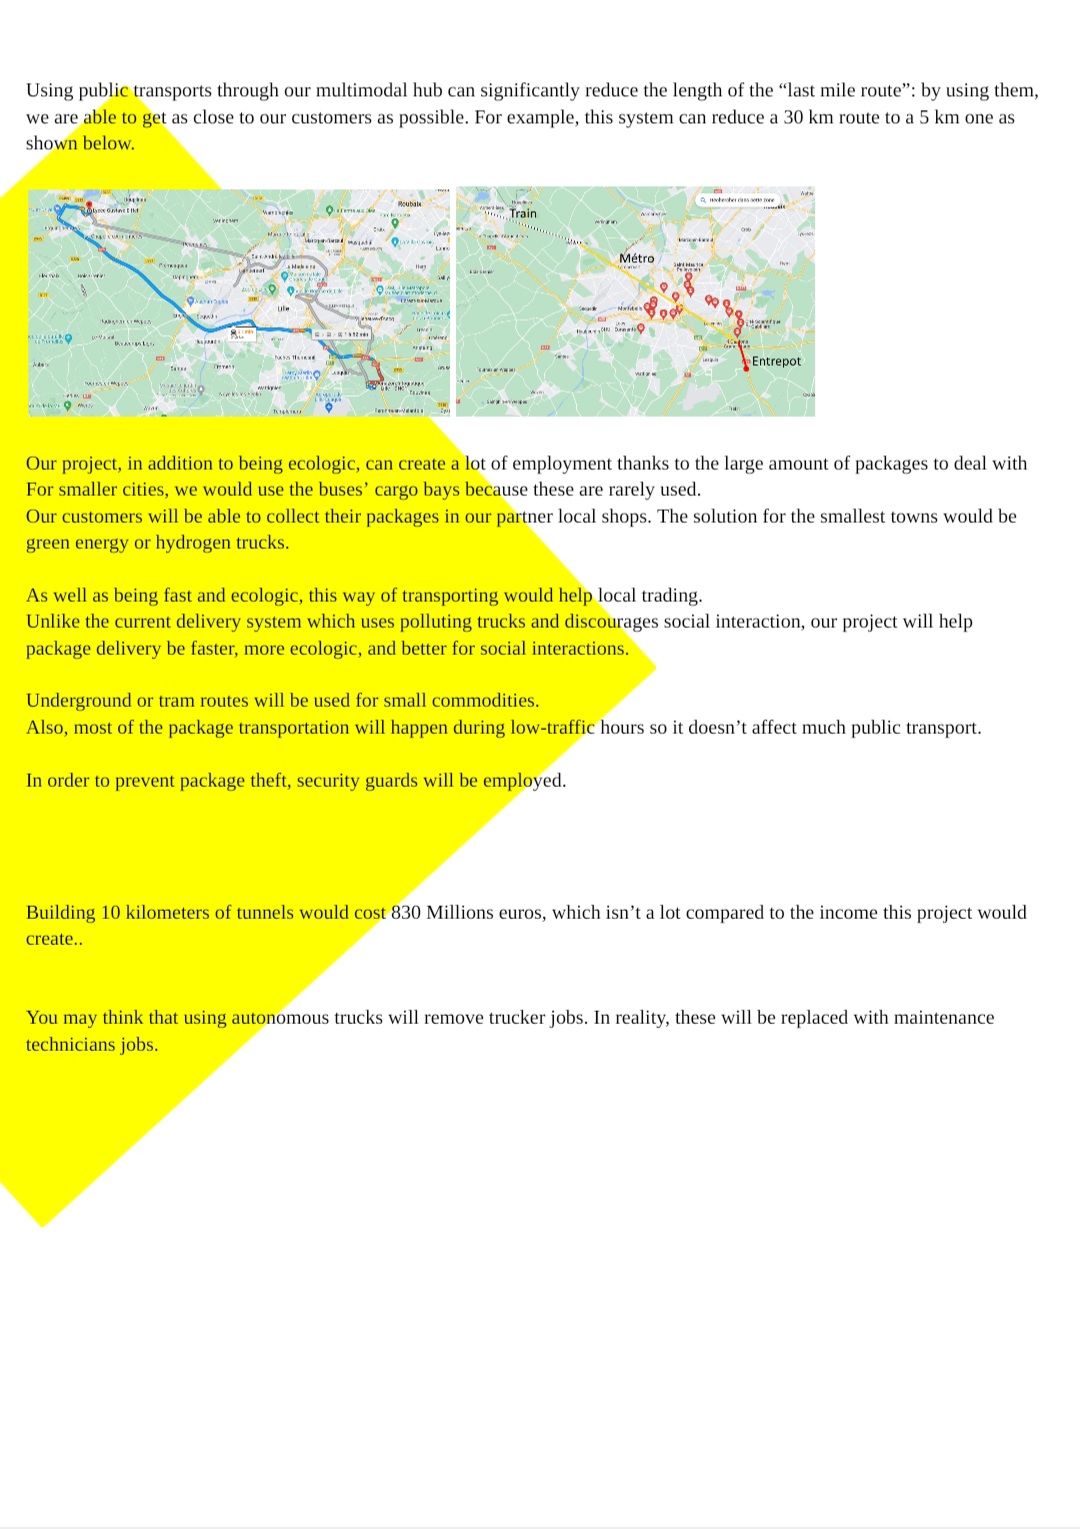 Using public transports through our multimodal hub can significantly reduce the length of the “last mile route”: by using them,
we are able to get as close to our customers as possible. For example, this system can reduce a 30 km route to a 5 km one as
shown below.
Roubaix
Lille
Train
Rechercher dans cette zone
Métro
Entrepot
Our project, in addition to being ecologic, can create a lot of employment thanks to the large amount of packages to deal with
For smaller cities, we would use the buses’ cargo bays because these are rarely used.
Our customers will be able to collect their packages in our partner local shops. The solution for the smallest towns would be
green energy or hydrogen trucks.
As well as being fast and ecologic, this way of transporting would help local trading.
Unlike the current delivery system which uses polluting trucks and discourages social interaction, our project will help
package delivery be faster, more ecologic, and better for social interactions.
Underground or tram routes will be used for small commodities.
Also, most of the package transportation will happen during low-traffic hours so it doesn’t affect much public transport.
In order to prevent package theft, security guards will be employed.
Building 10 kilometers of tunnels would cost 830 Millions euros, which isn’t a lot compared to the income this project would
create..
You may think that using autonomous trucks will remove trucker jobs. In reality, these will be replaced with maintenance
technicians jobs.